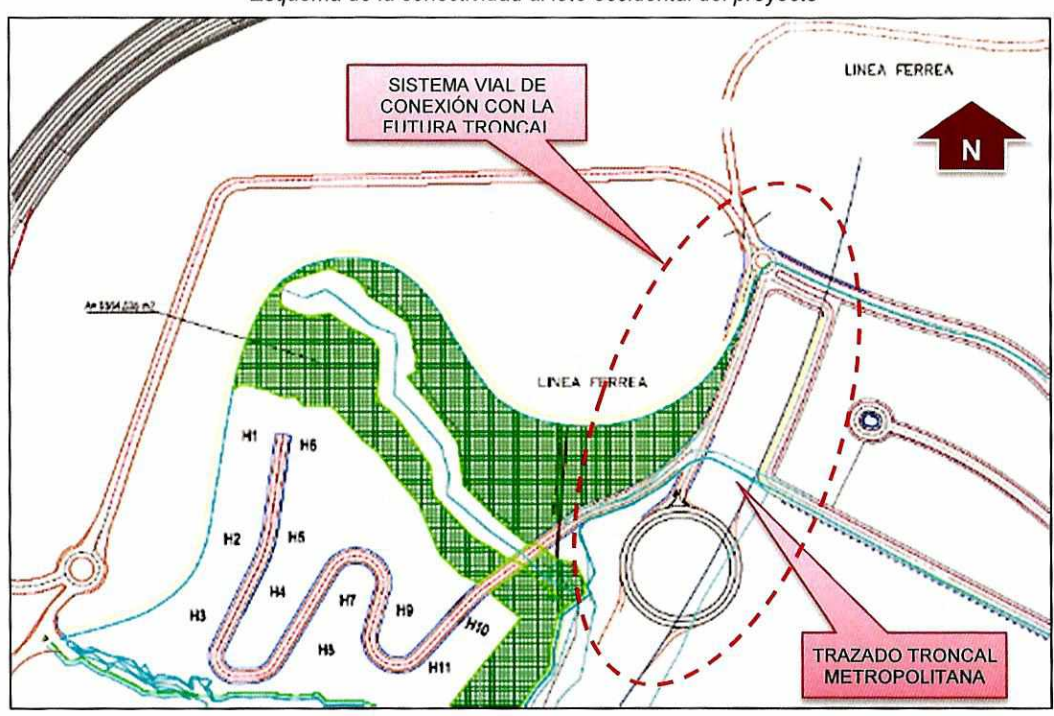 Esquema de la conectividad al lote occidental del proyecto
LINEA FERREA
SISTEMA VIAL DE
CONEXIÓN CON LA
FUTURA TRONCAL
N
LINEA FERREA
H1
H6
H2
H5
H4
H7
H3
H9
H10
H11
TRAZADO TRONCAL
METROPOLITANA